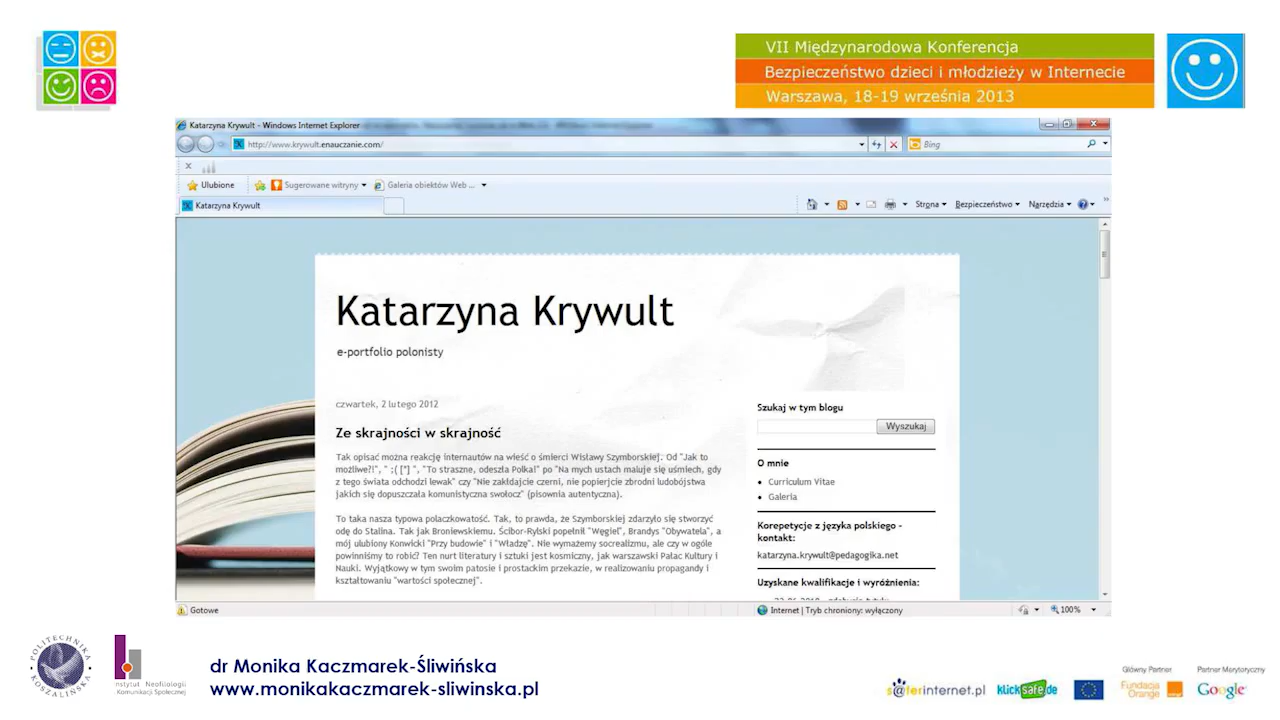 VII Międzynarodowa Konferencja
Bezpieczeństwo dzieci i młodzieży w Internecie
Warszawa, 18-19 września 2013
Katarzyna Krywult - Windows Internet Explorer
http://www.krywult.enauczanie.com/
Bing
Ulubione
Sugerowane witryny
Galeria obiektów Web ...
Katarzyna Krywult
Strona
Bezpieczeństwo
Narzędzia
Katarzyna Krywult
e-portfolio polonisty
czwartek, 2 lutego 2012
Ze skrajności w skrajność
Tak opisać można reakcję internautów na wieść o śmierci Wisławy Szymborskiej. Od "Jak to
możliwe?!", " ;( [*] ", "To straszne, odeszła Polka!" po "Na mych ustach maluje się uśmiech, gdy
z tego świata odchodzi lewak" czy "Nie zakłdajcie czerni, nie popierjcie zbrodni ludobójstwa
jakich się dopuszczała komunistyczna swołocz" (pisownia autentyczna).
To taka nasza typowa polaczkowatość. Tak, to prawda, że Szymborskiej zdarzyło się stworzyć
odę do Stalina. Tak jak Broniewskiemu. Ścibor-Rylski popełnił "Węgiel", Brandys "Obywatela", a
mój ulubiony Konwicki "Przy budowie" i "Władzę". Nie wymażemy socrealizmu, ale czy w ogóle
powinniśmy to robić? Ten nurt literatury i sztuki jest kosmiczny, jak warszawski Pałac Kultury i
Nauki. Wyjątkowy w tym swoim patosie i prostackim przekazie, w realizowaniu propagandy i
kształtowaniu "wartości społecznej".
Szukaj w tym blogu
Wyszukaj
O mnie
Curriculum Vitae
Galeria
Korepetycje z języka polskiego -
kontakt:
katarzyna.krywult@pedagogika.net
Uzyskane kwalifikacje i wyróżnienia:
Gotowe
Internet | Tryb chroniony: wyłączony
100%
POLITECHNIKA
KOSZALIŃSKA
Instytut Neofilologii
Komunikacji Społecznej
dr Monika Kaczmarek-Śliwińska
www.monikakaczmarek-sliwinska.pl
s@ferinternet.pl
klicksafe.de
Główny Partner
Fundacja
Orange
Partner Merytoryczny
Google